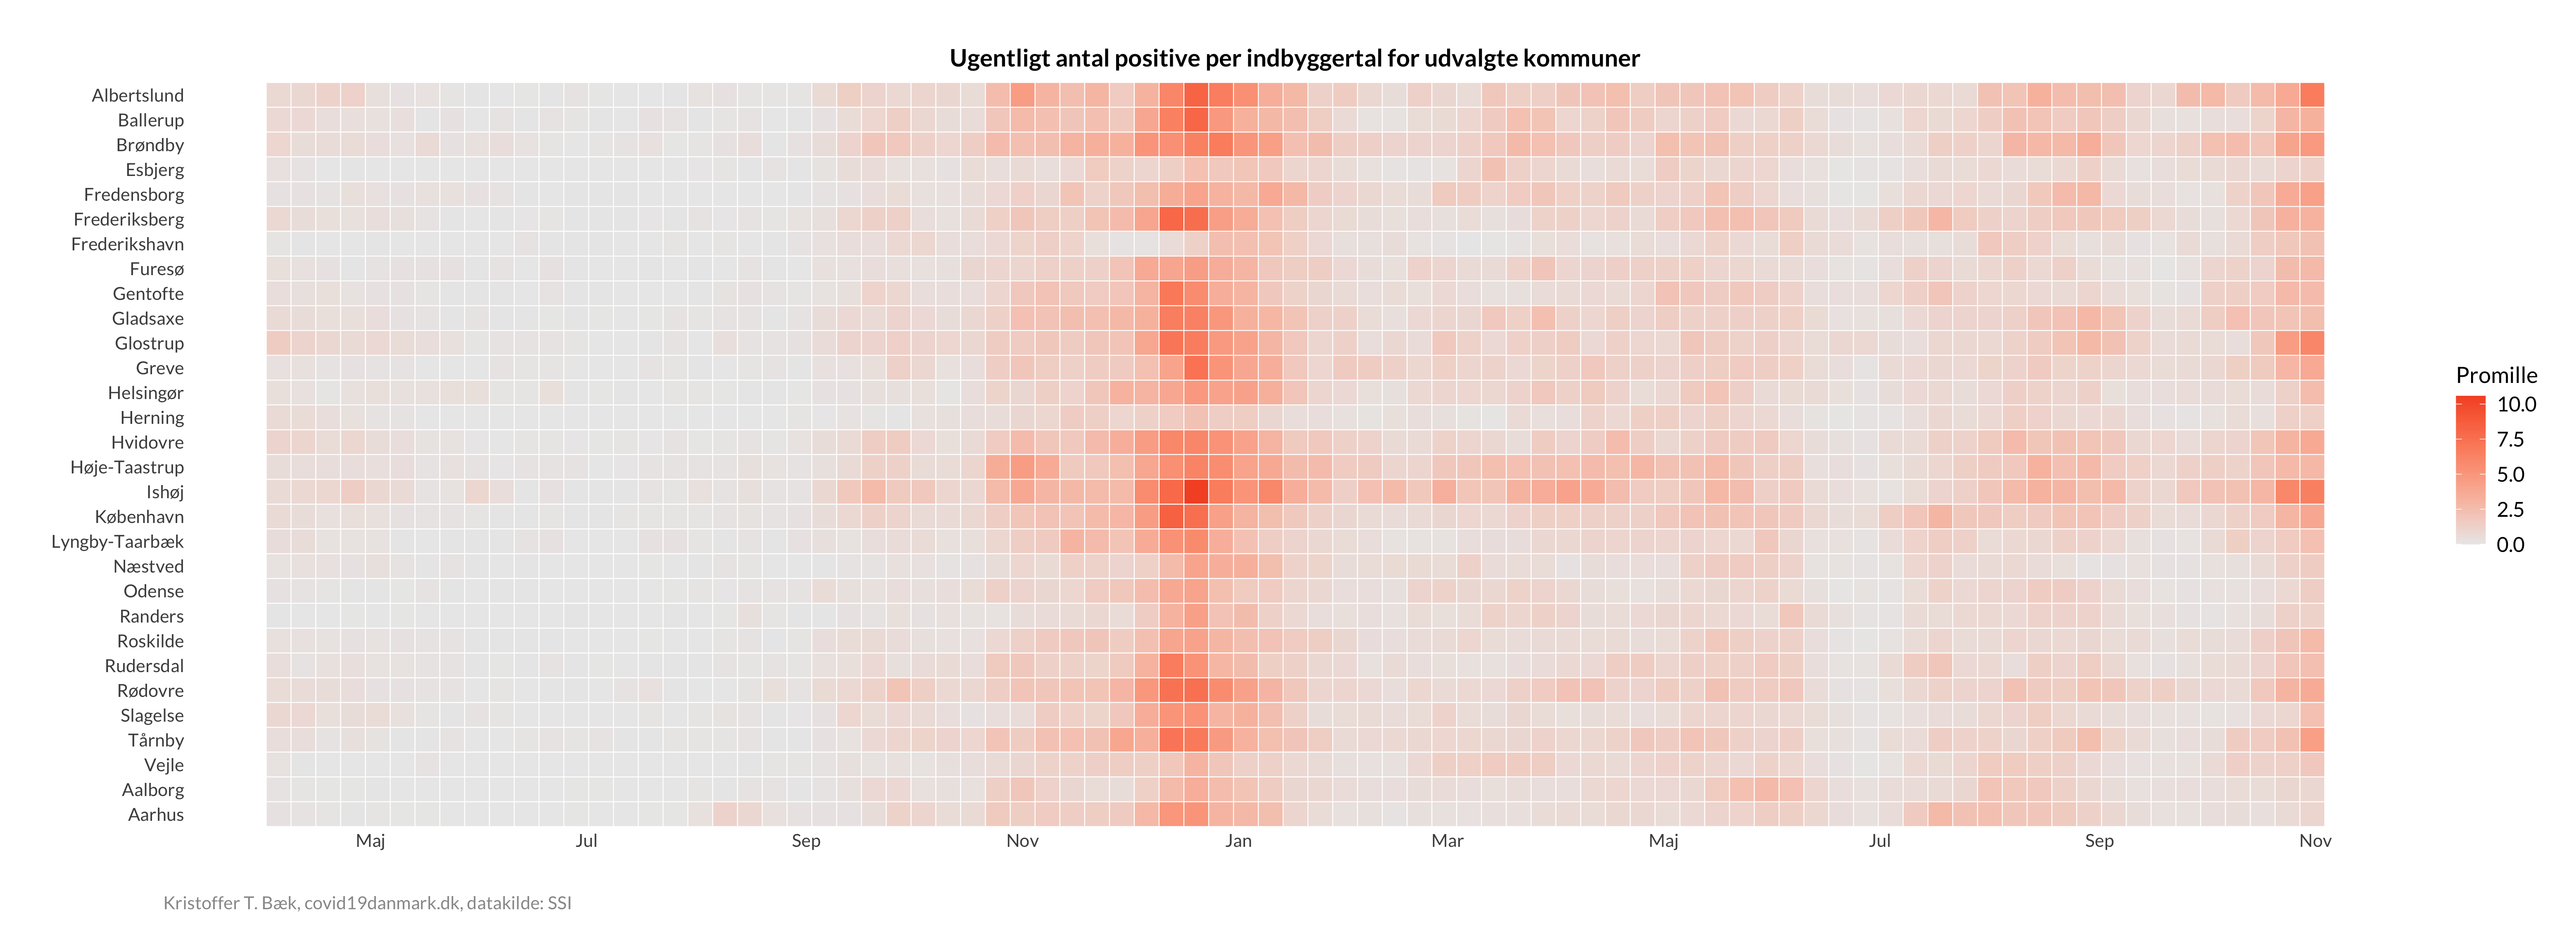 Ugentligt antal positive per indbyggertal for udvalgte kommuner
Albertslund
Ballerup
Brøndby
Esbjerg
Fredensborg
Frederiksberg
Frederikshavn
Furesø
Gentofte
Gladsaxe
Glostrup
Greve
Helsingør
Herning
Hvidovre
Høje-Taastrup
Ishøj
København
Lyngby-Taarbæk
Næstved
Odense
Randers
Roskilde
Rudersdal
Rødovre
Slagelse
Tårnby
Vejle
Aalborg
Aarhus
Maj Jul Sep Nov Jan Mar Maj Jul Sep Nov
Promille
10.0
7.5
5.0
2.5
0.0
Kristoffer T. Bæk, covid19danmark.dk, datakilde: SSI